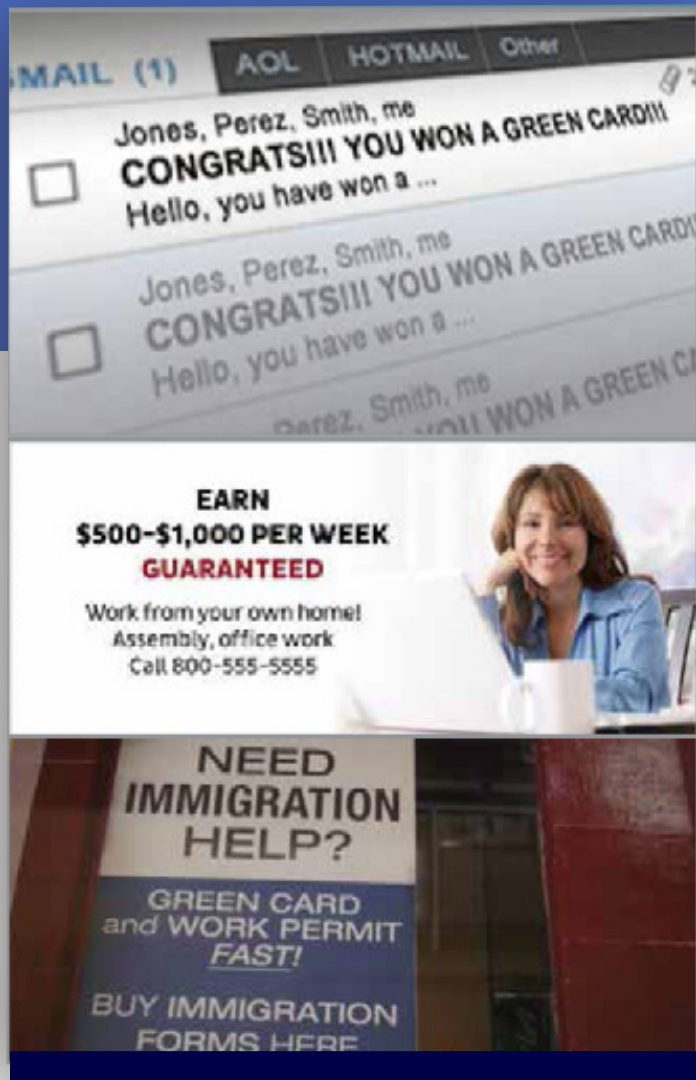 GMAIL (1) AOL HOTMAIL Other
Jones, Perez, Smith, me
CONGRATS!!! YOU WON A GREEN CARD!!!
Hello, you have won a ...
Jones, Perez, Smith, me
CONGRATS!!! YOU WON A GREEN CARD!
Hello, you have won a ...
Perez, Smith, me
YOU WON A GREEN CA
EARN
$500-$1,000 PER WEEK
GUARANTEED
Work from your own home!
Assembly, office work
Call 800-555-5555
NEED
IMMIGRATION
HELP?
GREEN CARD
and WORK PERMIT
FAST!
BUY IMMIGRATION
FORMS HERE